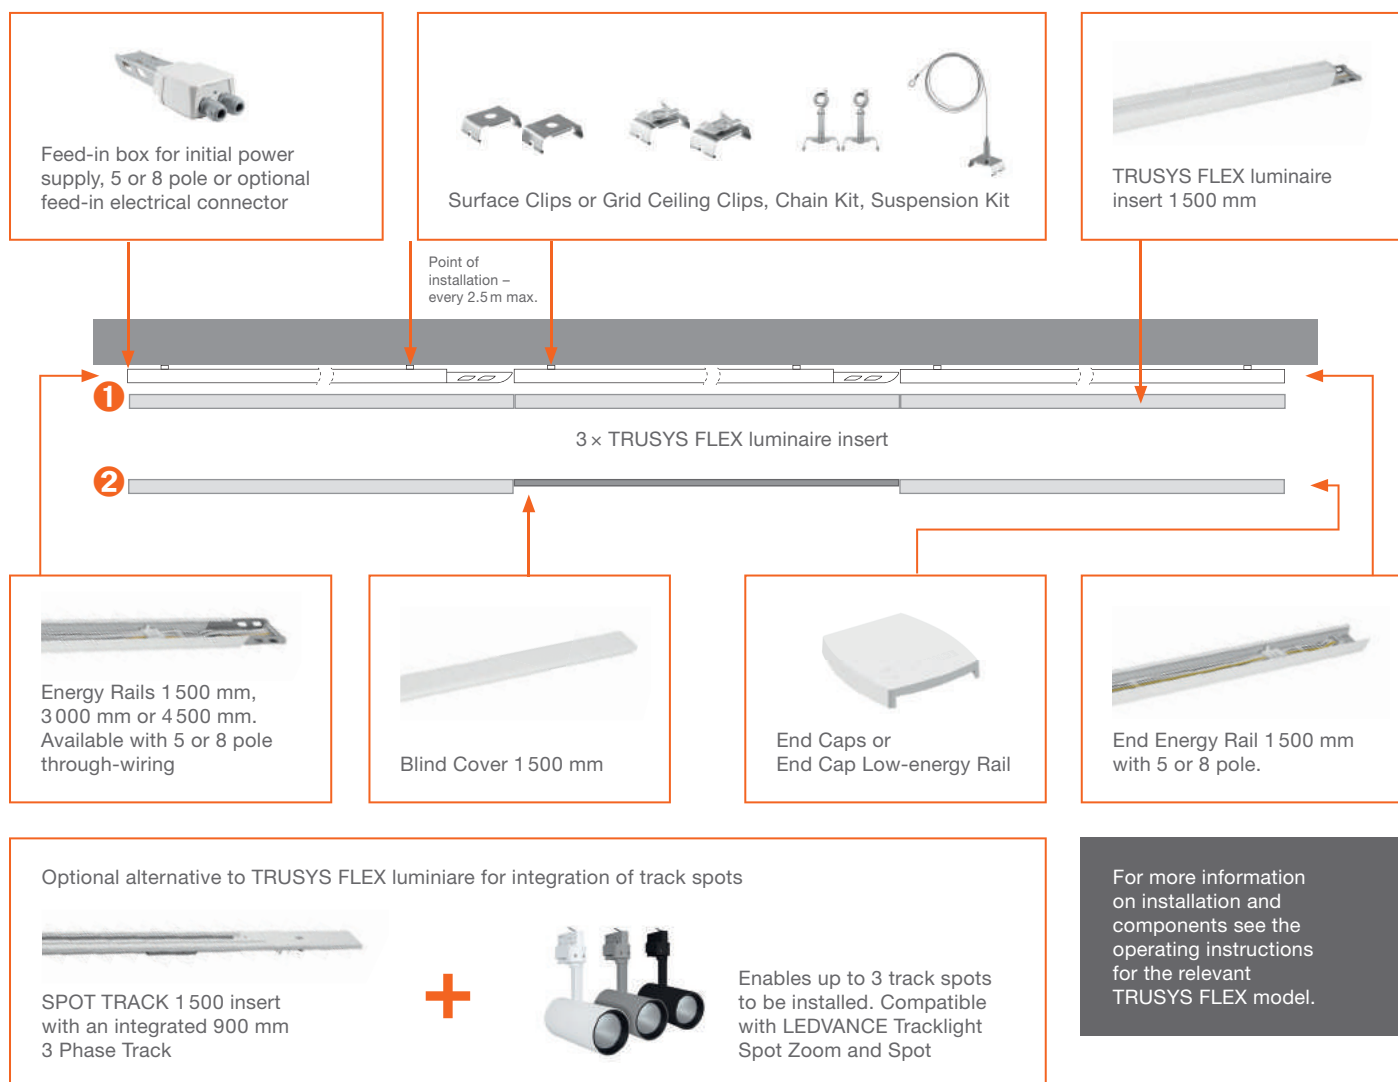 Feed-in box for initial power
supply, 5 or 8 pole or optional
feed-in electrical connector
Surface Clips or Grid Ceiling Clips, Chain Kit, Suspension Kit
TRUSYS FLEX luminaire
insert 1 500 mm
Point of
installation –
every 2.5 m max.
1
3 × TRUSYS FLEX luminaire insert
2
Energy Rails 1 500 mm,
3 000 mm or 4 500 mm.
Available with 5 or 8 pole
through-wiring
Blind Cover 1 500 mm
End Caps or
End Cap Low-energy Rail
End Energy Rail 1 500 mm
with 5 or 8 pole.
Optional alternative to TRUSYS FLEX luminiare for integration of track spots
SPOT TRACK 1 500 insert
with an integrated 900 mm
3 Phase Track
+
Enables up to 3 track spots
to be installed. Compatible
with LEDVANCE Tracklight
Spot Zoom and Spot
For more information
on installation and
components see the
operating instructions
for the relevant
TRUSYS FLEX model.